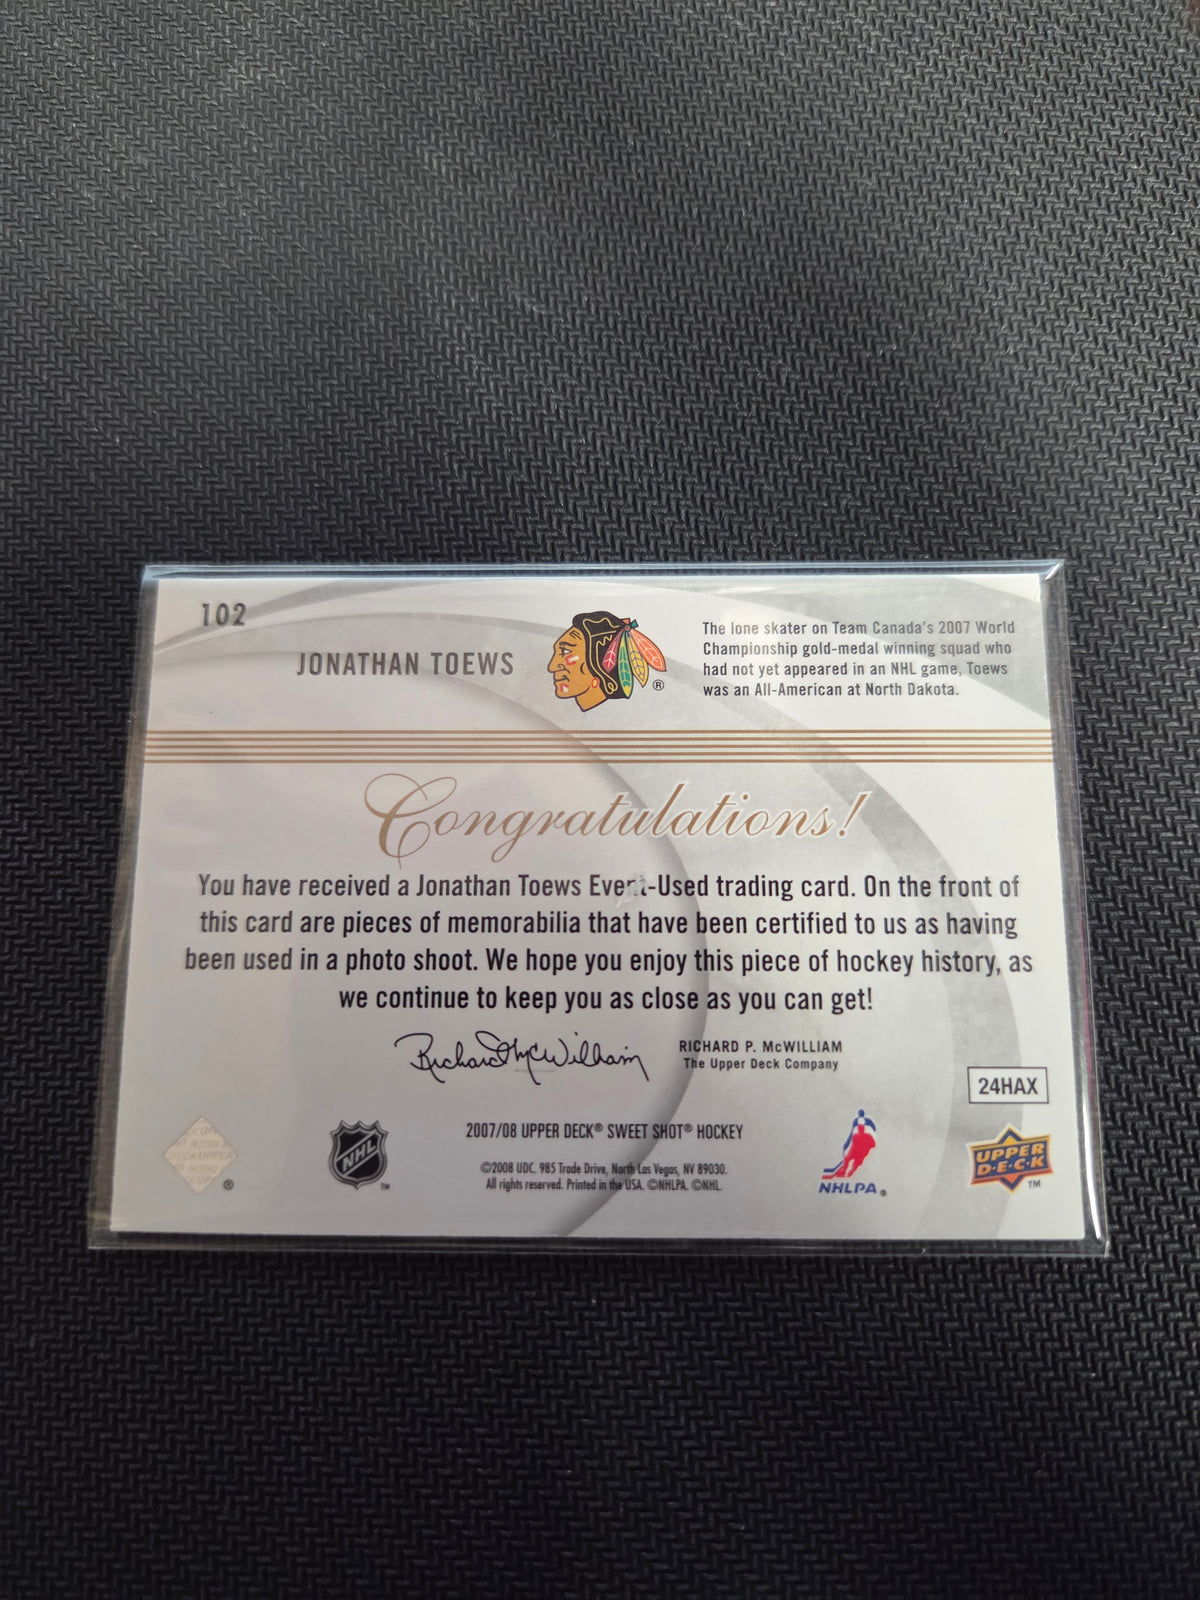 102
JONATHAN TOEWS
®
The lone skater on Team Canada's 2007 World
Championship gold-medal winning squad who
had not yet appeared in an NHL game, Toews
was an All-American at North Dakota.
Congratulations!
You have received a Jonathan Toews Event-Used trading card. On the front of
this card are pieces of memorabilia that have been certified to us as having
been used in a photo shoot. We hope you enjoy this piece of hockey history, as
we continue to keep you as close as you can get!
Richard McWilliam
RICHARD P. McWILLIAM
The Upper Deck Company
24HAX
®
NHL
TM
2007/08 UPPER DECK® SWEET SHOT® HOCKEY
©2008 UDC. 985 Trade Drive, North Las Vegas, NV 89030.
All rights reserved. Printed in the USA. ©NHLPA. ©NHL.
NHLPA®
UPPER
D·E·C·K
TM